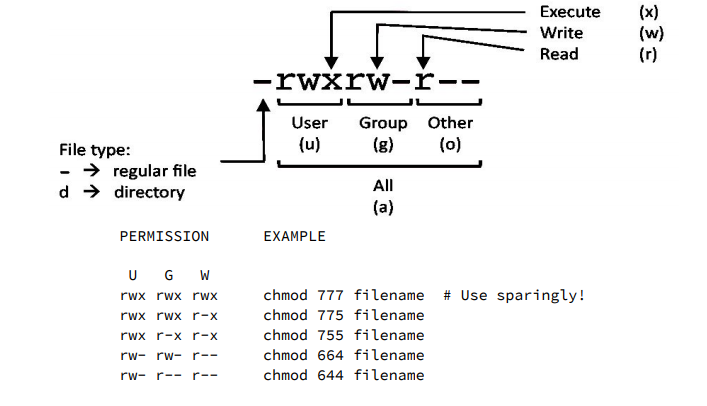 Execute (x)
Write (w)
Read (r)
-rwxrw-r--
User Group Other
(u) (g) (o)
File type:
- → regular file
d → directory
All
(a)
PERMISSION EXAMPLE
U G W
rwx rwx rwx chmod 777 filename # Use sparingly!
rwx rwx r-x chmod 775 filename
rwx r-x r-x chmod 755 filename
rw- rw- r-- chmod 664 filename
rw- r-- r-- chmod 644 filename